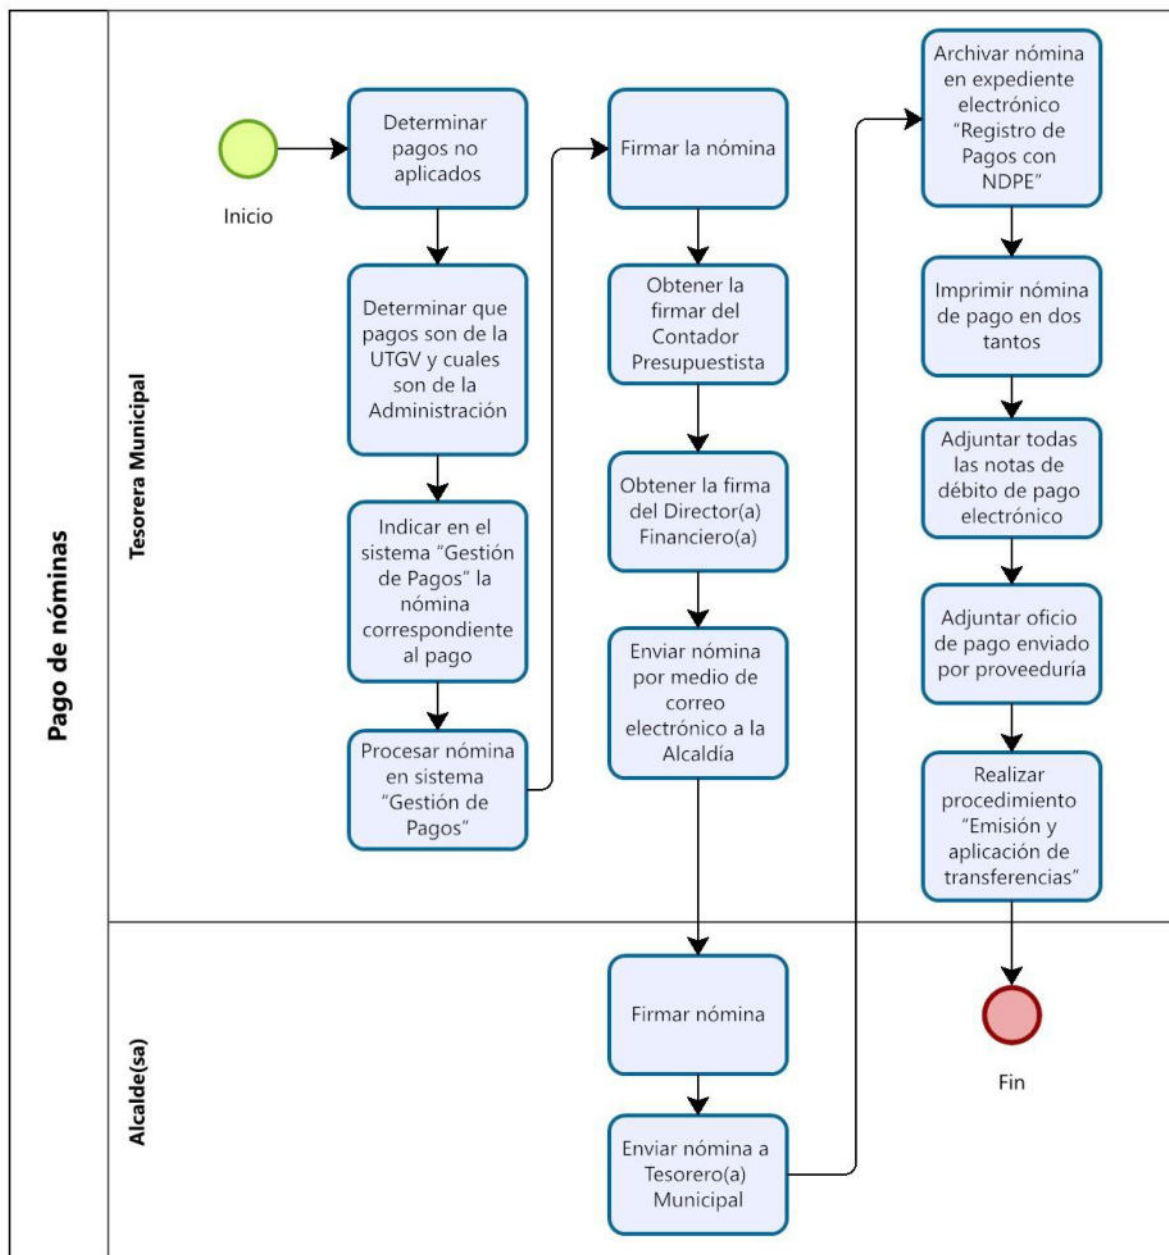 Pago de nóminas
Tesorera Municipal
Inicio
Determinar
pagos no
aplicados
Determinar que
pagos son de la
UTGV y cuales
son de la
Administración
Indicar en el
sistema “Gestión
de Pagos” la
nómina
correspondiente
al pago
Procesar nómina
en sistema
“Gestión de
Pagos”
Firmar la nómina
Obtener la
firmar del
Contador
Presupuestista
Obtener la firma
del Director(a)
Financiero(a)
Enviar nómina
por medio de
correo
electrónico a la
Alcaldía
Alcalde(sa)
Firmar nómina
Enviar nómina a
Tesorero(a)
Municipal
Archivar nómina
en expediente
electrónico
“Registro de
Pagos con
NDPE”
Imprimir nómina
de pago en dos
tantos
Adjuntar todas
las notas de
débito de pago
electrónico
Adjuntar oficio
de pago enviado
por proveeduría
Realizar
procedimiento
“Emisión y
aplicación de
transferencias”
Fin